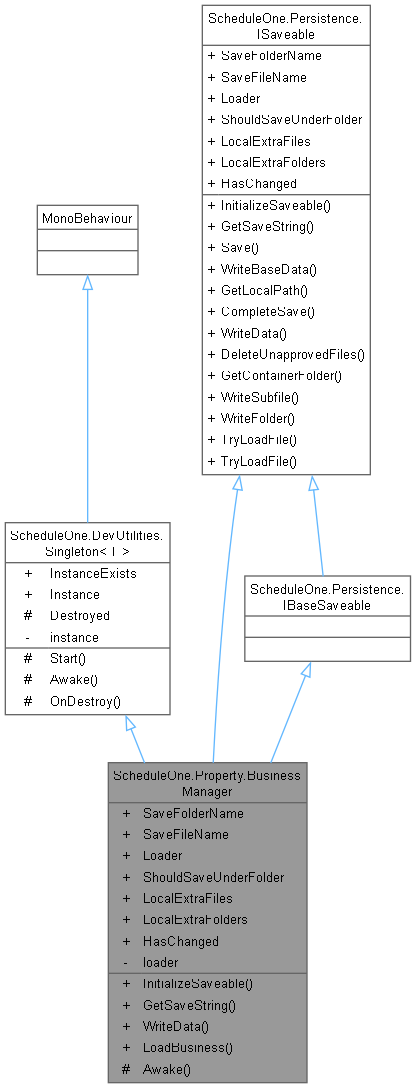 ScheduleOne.Persistence.
ISaveable
+ SaveFolderName
+ SaveFileName
+ Loader
+ ShouldSaveUnderFolder
+ LocalExtraFiles
+ LocalExtraFolders
+ HasChanged
+ InitializeSaveable()
+ GetSaveString()
+ Save()
+ WriteBaseData()
+ GetLocalPath()
+ CompleteSave()
+ WriteData()
+ DeleteUnapprovedFiles()
+ GetContainerFolder()
+ WriteSubfile()
+ WriteFolder()
+ TryLoadFile()
+ TryLoadFile()
MonoBehaviour
ScheduleOne.DevUtilities.
Singleton< T >
+ InstanceExists
+ Instance
# Destroyed
- instance
# Start()
# Awake()
# OnDestroy()
ScheduleOne.Persistence.
IBaseSaveable
ScheduleOne.Property.Business
Manager
+ SaveFolderName
+ SaveFileName
+ Loader
+ ShouldSaveUnderFolder
+ LocalExtraFiles
+ LocalExtraFolders
+ HasChanged
- loader
+ InitializeSaveable()
+ GetSaveString()
+ WriteData()
+ LoadBusiness()
# Awake()